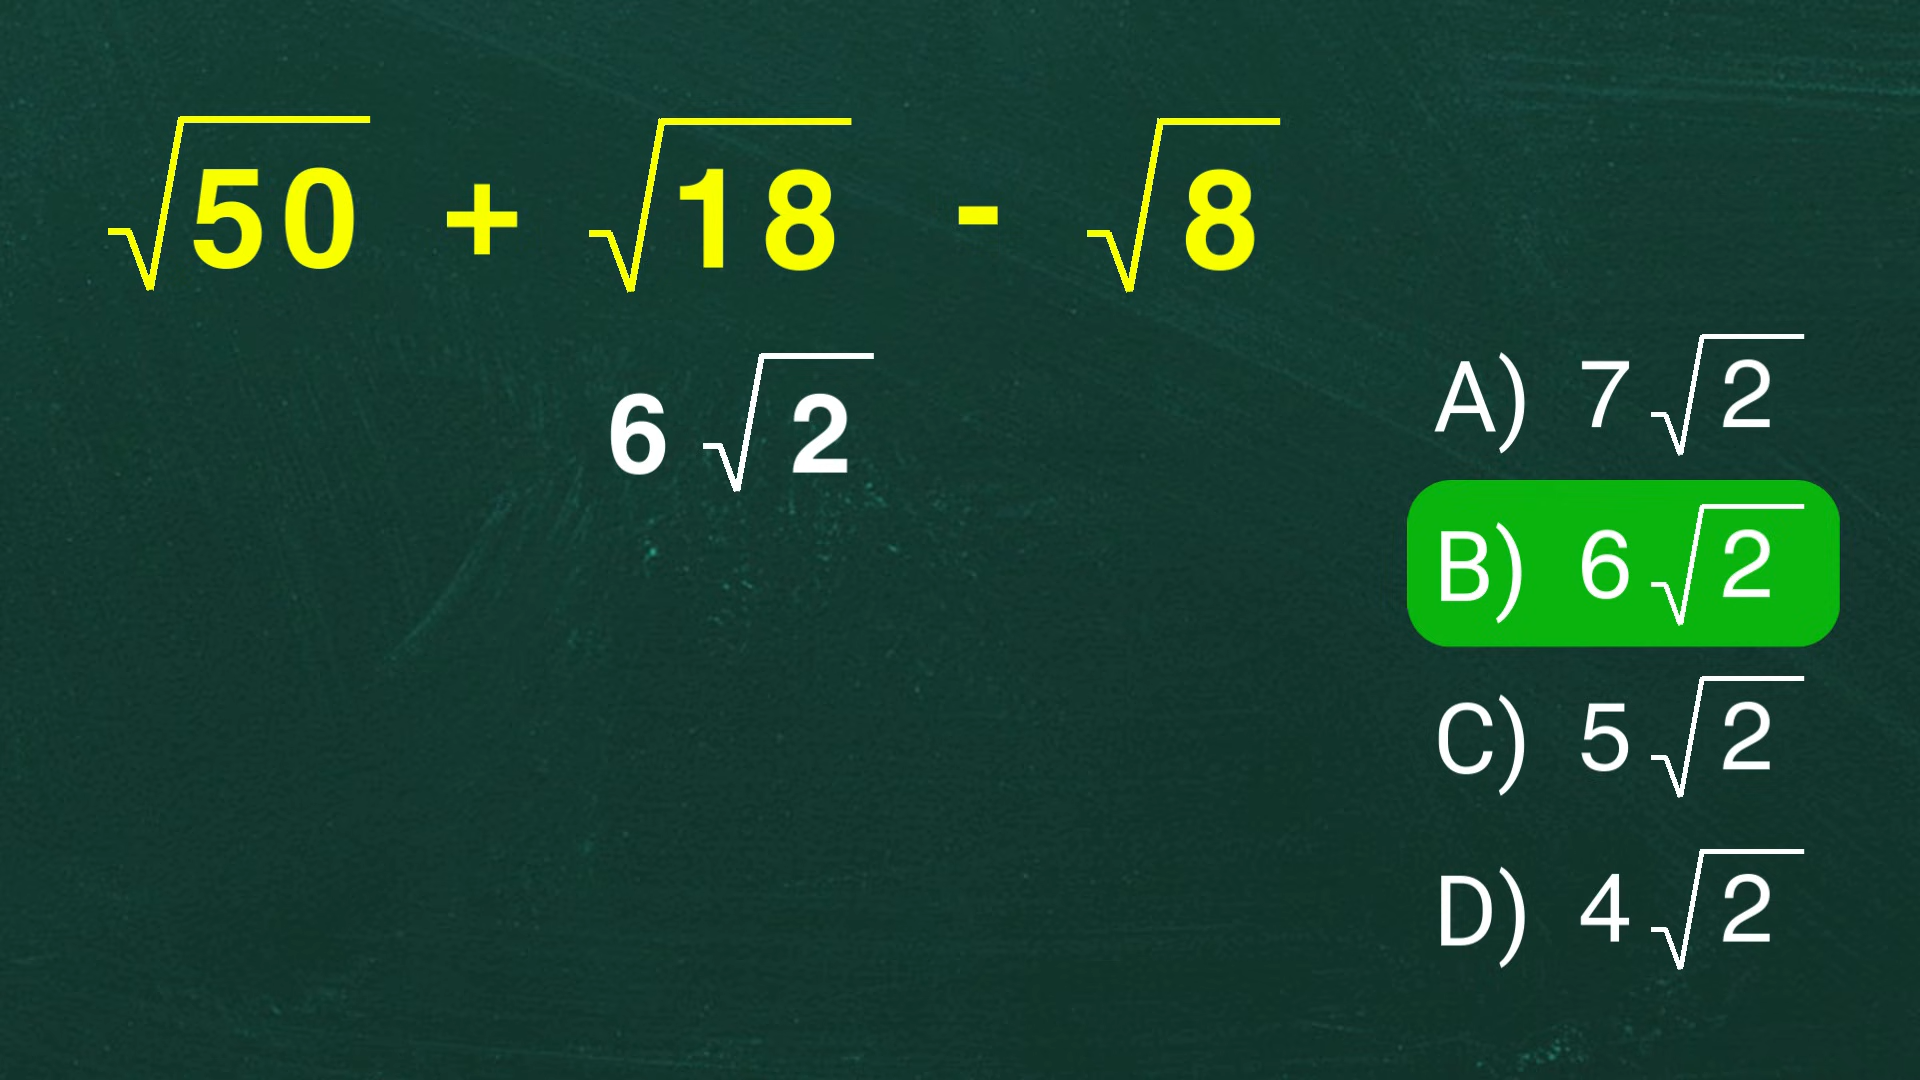 √50 + √18 - √8
6 √2
A) 7 √2
B) 6 √2
C) 5 √2
D) 4 √2